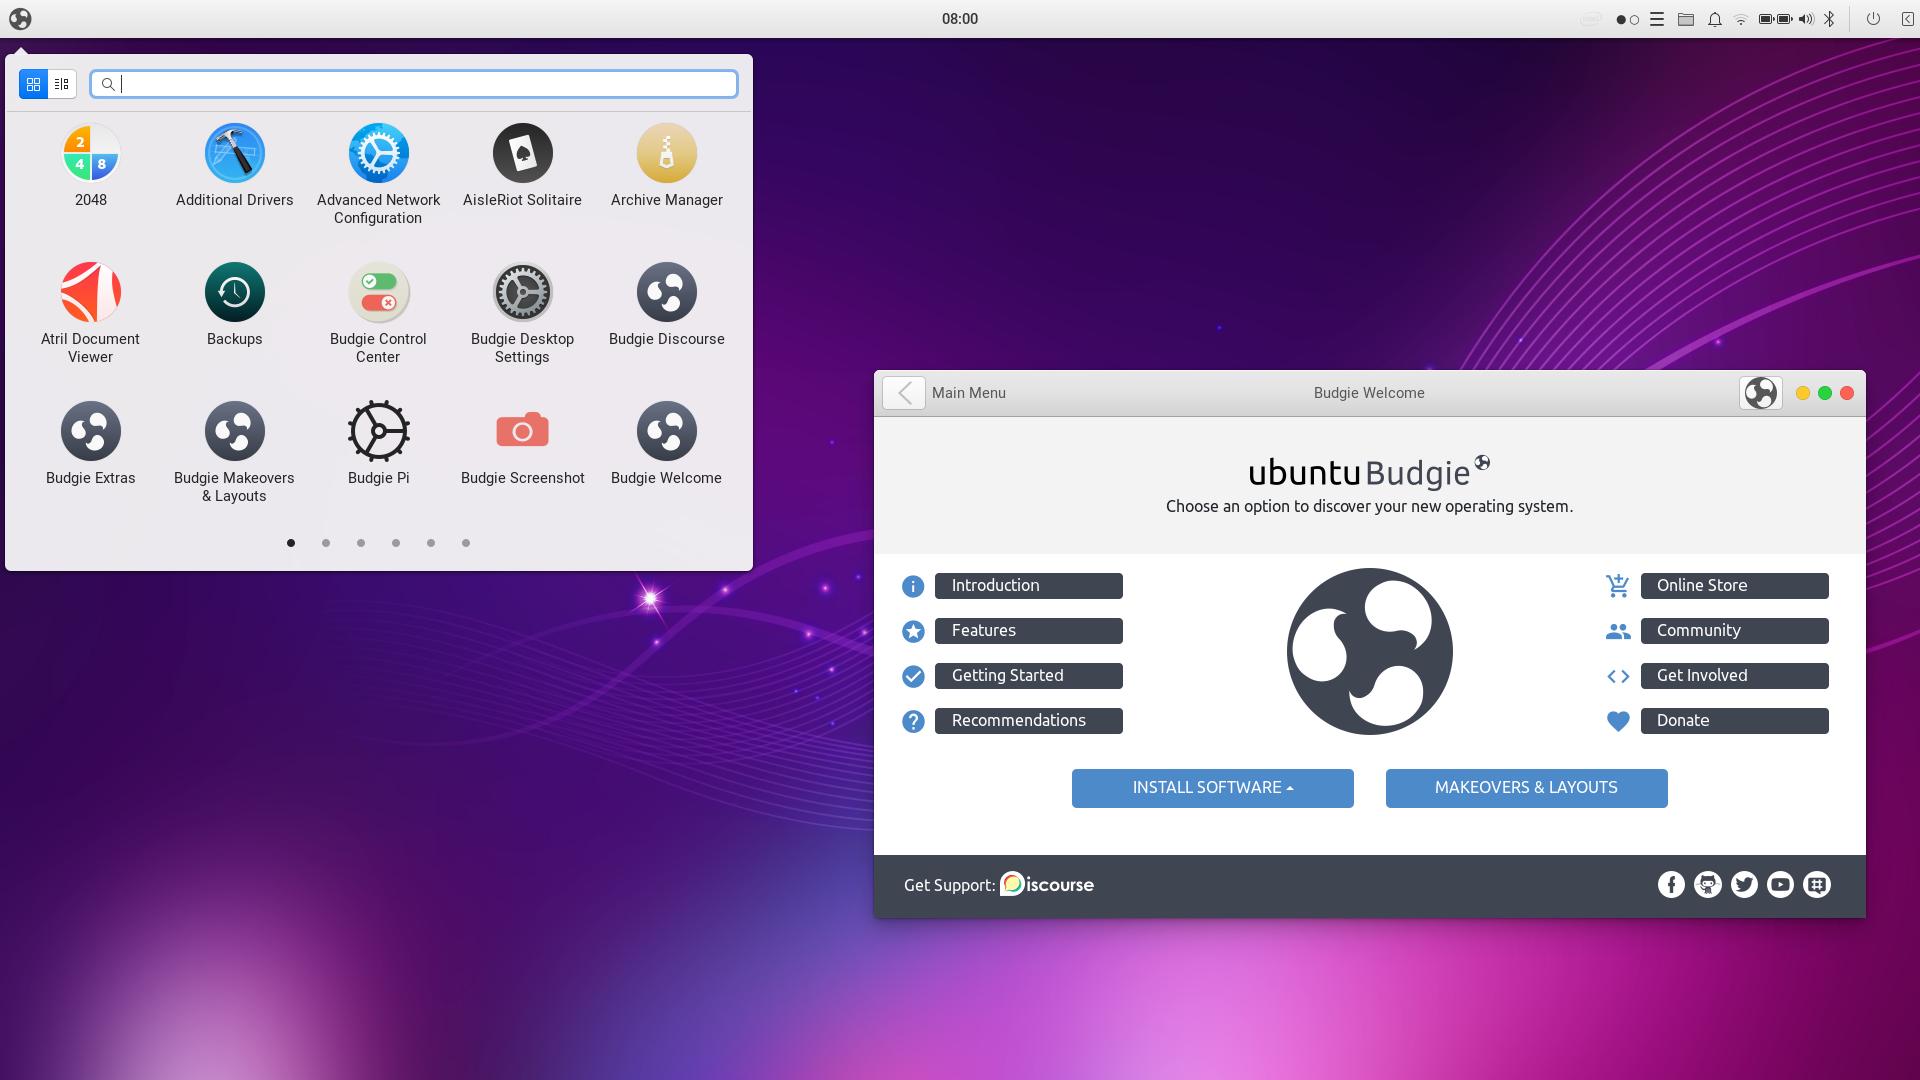 08:00
2
4 8
2048
Additional Drivers
Advanced Network
Configuration
AisleRiot Solitaire
Archive Manager
Atril Document
Viewer
Backups
Budgie Control
Center
Budgie Desktop
Settings
Budgie Discourse
Budgie Extras
Budgie Makeovers
& Layouts
Budgie Pi
Budgie Screenshot
Budgie Welcome
Main Menu
Budgie Welcome
ubuntu Budgie
Choose an option to discover your new operating system.
Introduction
Features
Getting Started
Recommendations
Online Store
Community
Get Involved
Donate
INSTALL SOFTWARE
MAKEOVERS & LAYOUTS
Get Support: Discourse